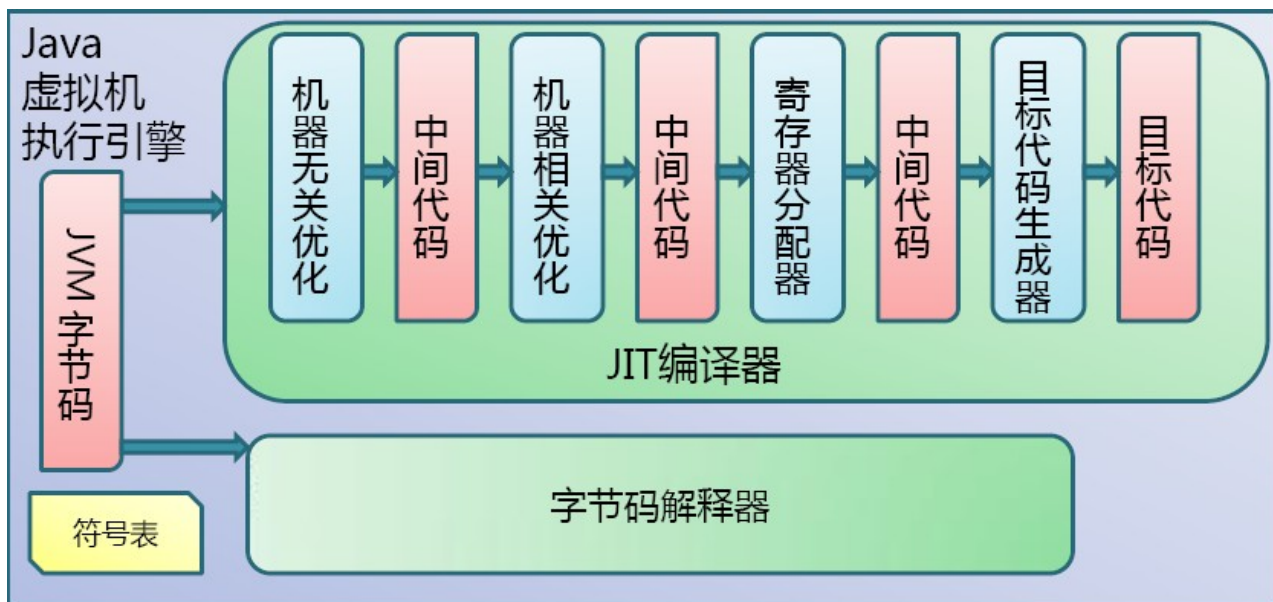 Java
虚拟机
执行引擎
JVM字节码
机器无关优化
中间代码
机器相关优化
中间代码
寄存器分配器
中间代码
目标代码生成器
目标代码
JIT编译器
字节码解释器
符号表